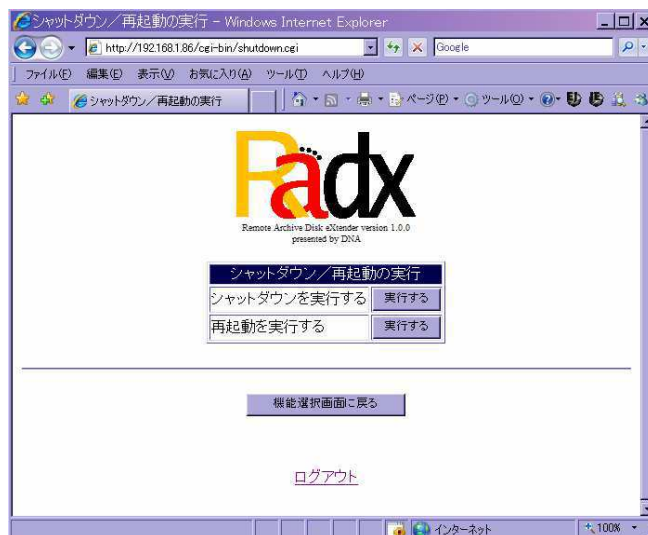 シャットダウン／再起動の実行 - Windows Internet Explorer
http://192.168.1.86/cgi-bin/shutdown.cgi
Google
ファイル(F) 編集(E) 表示(V) お気に入り(A) ツール(T) ヘルプ(H)
シャットダウン／再起動の実行 ページ(P) ツール(O)
Radx
Remote Archive Disk eXtender version 1.0.0
presented by DNA
シャットダウン／再起動の実行
シャットダウンを実行する 実行する
再起動を実行する 実行する
機能選択画面に戻る
ログアウト
インターネット 100%